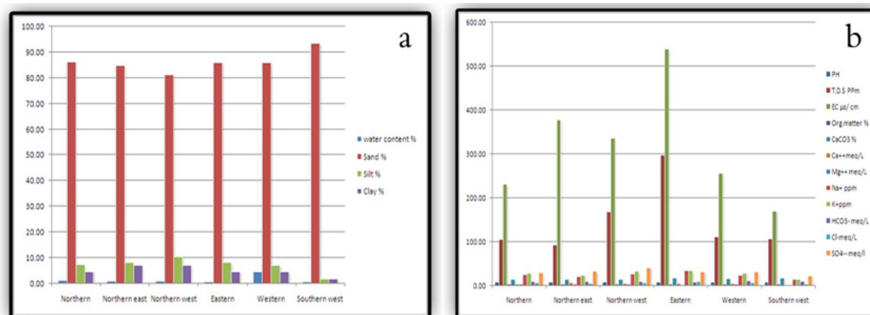 a
100.00
90.00
80.00
70.00
60.00
50.00
40.00
30.00
20.00
10.00
0.00
Northern
Northern east
Northern west
Eastern
Western
Southern west
water content %
Sand %
Silt %
Clay %
b
600.00
500.00
400.00
300.00
200.00
100.00
0.00
Northern
Northern east
Northern west
Eastern
Western
Southern west
PH
T.D.S PPm
EC µs/ cm
Org.matter %
CaCO3 %
Ca++meq/L
Mg++ meq/L
Na+ ppm
K+ppm
HCO3- meq/L
Cl-meq/L
SO4-- meq/l